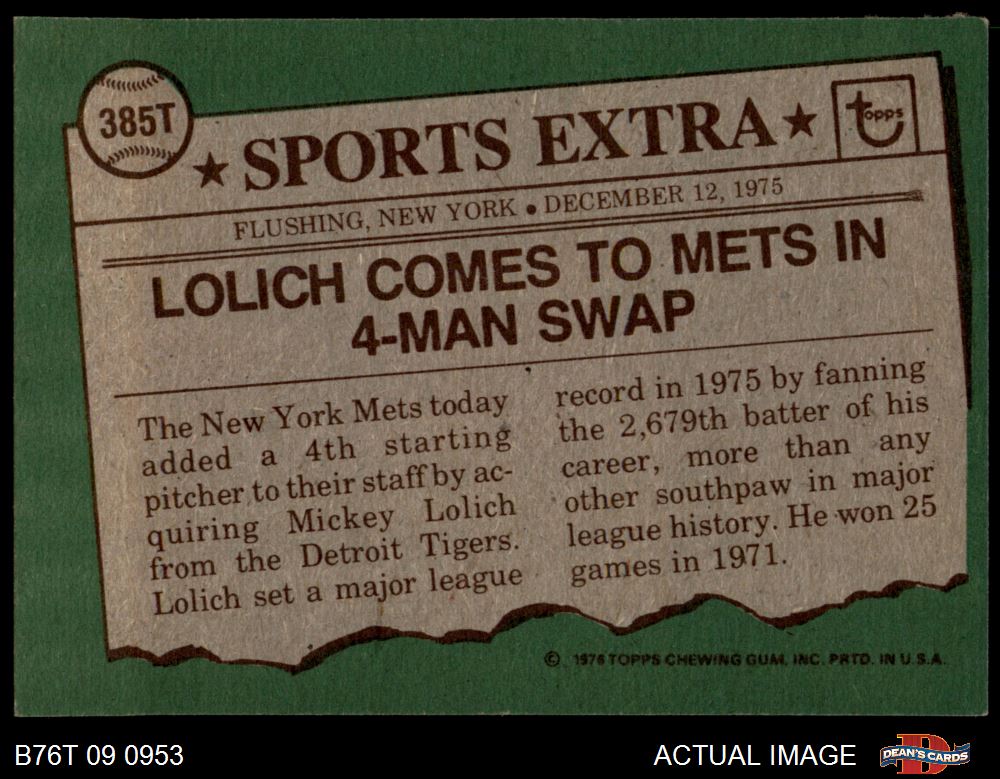 385T
★ SPORTS EXTRA ★
topps
FLUSHING, NEW YORK • DECEMBER 12, 1975
LOLICH COMES TO METS IN
4-MAN SWAP
The New York Mets today
added a 4th starting
pitcher to their staff by ac-
quiring Mickey Lolich
from the Detroit Tigers.
Lolich set a major league
record in 1975 by fanning
the 2,679th batter of his
career, more than any
other southpaw in major
league history. He won 25
games in 1971.
© 1976 TOPPS CHEWING GUM, INC. PRTD. IN U.S.A.
B76T 09 0953
ACTUAL IMAGE
D
DEAN'S CARDS